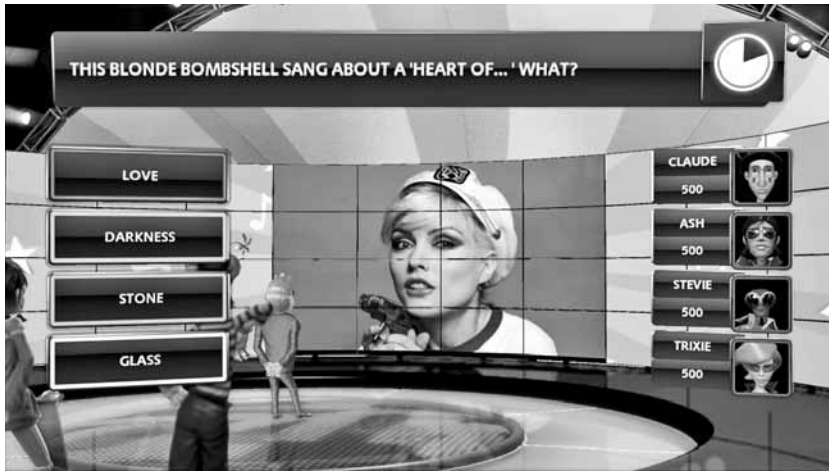 THIS BLONDE BOMBSHELL SANG ABOUT A 'HEART OF... ' WHAT?
LOVE
DARKNESS
STONE
GLASS
CLAUDE
500
ASH
500
STEVIE
500
TRIXIE
500